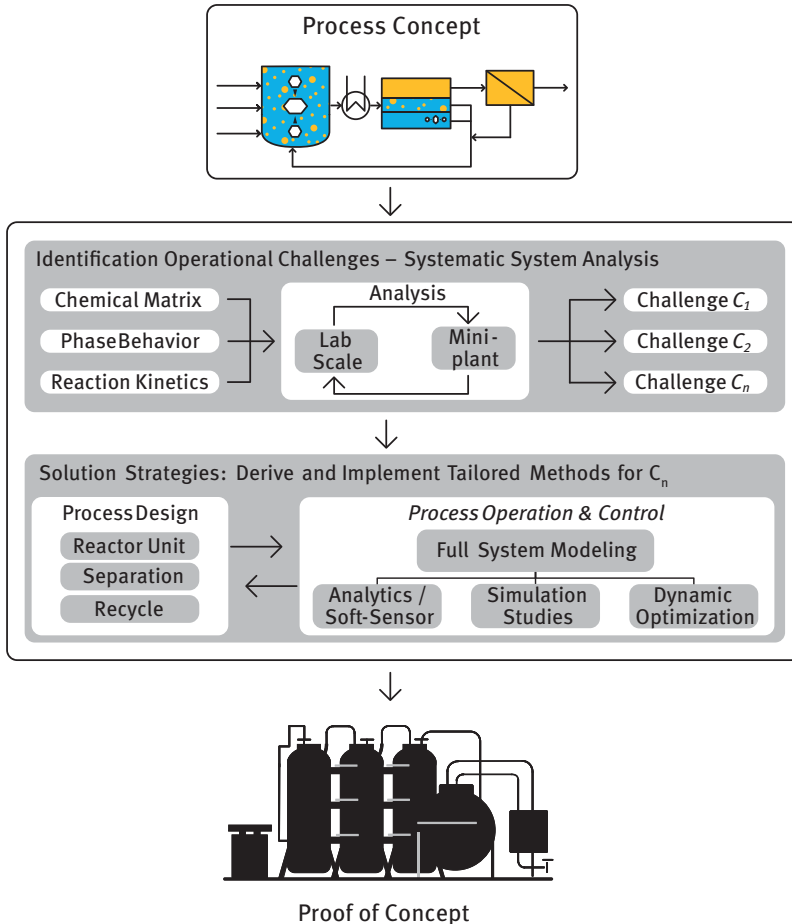 Process Concept
Identification Operational Challenges – Systematic System Analysis
Chemical Matrix
Phase Behavior
Reaction Kinetics
Analysis
Lab
Scale
Mini-
plant
Challenge C1
Challenge C2
Challenge Cn
Solution Strategies: Derive and Implement Tailored Methods for Cn
Process Design
Reactor Unit
Separation
Recycle
Process Operation & Control
Full System Modeling
Analytics /
Soft-Sensor
Simulation
Studies
Dynamic
Optimization
Proof of Concept